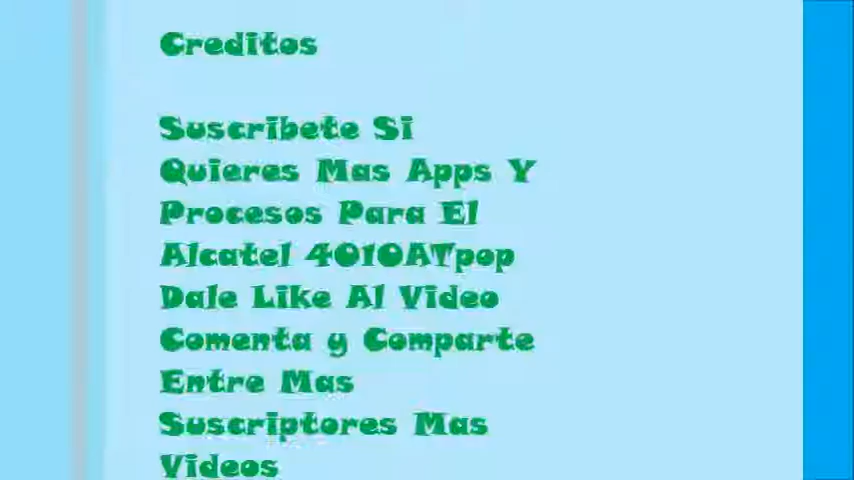 Creditos
Suscribete Si
Quieres Mas Apps Y
Procesos Para El
Alcatel 4010ATpop
Dale Like Al Video
Comenta y Comparte
Entre Mas
Suscriptores Mas
Videos